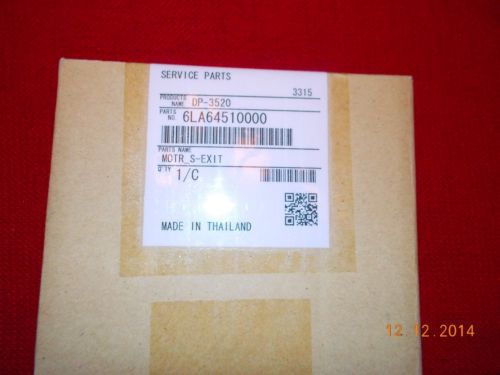 SERVICE PARTS
3315
PRODUCTS NAME DP-3520
PARTS NO. 6LA64510000
PARTS NAME
MOTR_S-EXIT
Q'TY 1/C
MADE IN THAILAND
12.12.2014